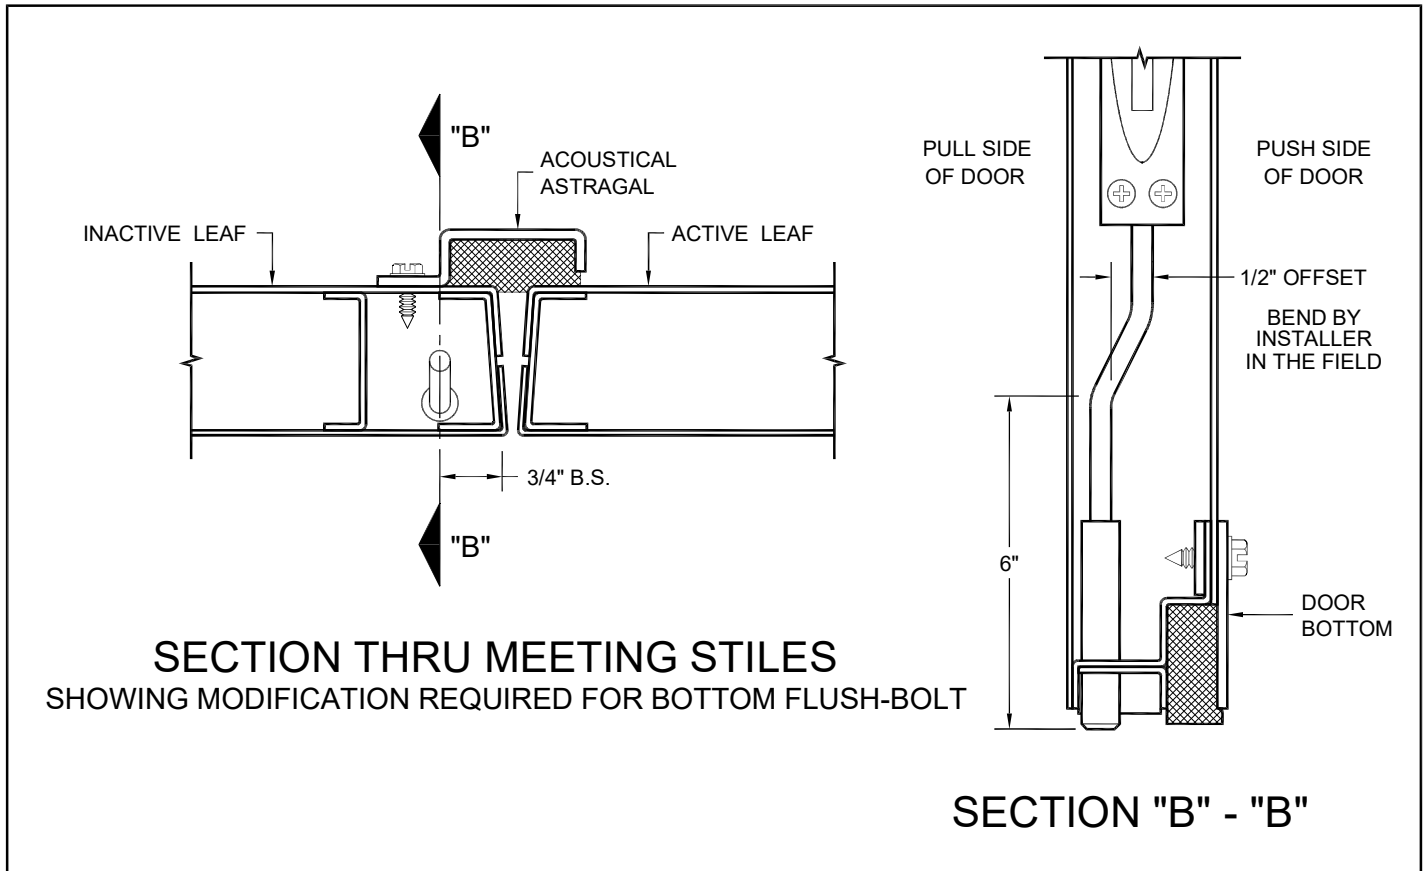 "B"
ACOUSTICAL
ASTRAGAL
INACTIVE LEAF
ACTIVE LEAF
3/4" B.S.
"B"
SECTION THRU MEETING STILES
SHOWING MODIFICATION REQUIRED FOR BOTTOM FLUSH-BOLT
PULL SIDE
OF DOOR
PUSH SIDE
OF DOOR
1/2" OFFSET
BEND BY
INSTALLER
IN THE FIELD
6"
DOOR
BOTTOM
SECTION "B" - "B"